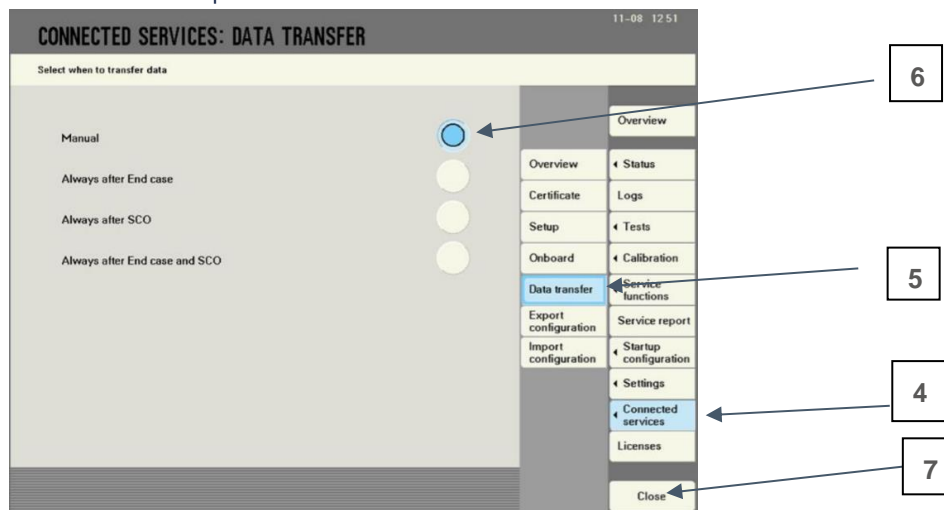 11-08 12 51
CONNECTED SERVICES: DATA TRANSFER
Select when to transfer data
Manual
Always after End case
Always after SCO
Always after End case and SCO
Overview
Certificate
Setup
Onboard
Data transfer
Export
configuration
Import
configuration
Overview
Status
Logs
Tests
Calibration
Service
functions
Service report
Startup
configuration
Settings
Connected
services
Licenses
Close
6
5
4
7